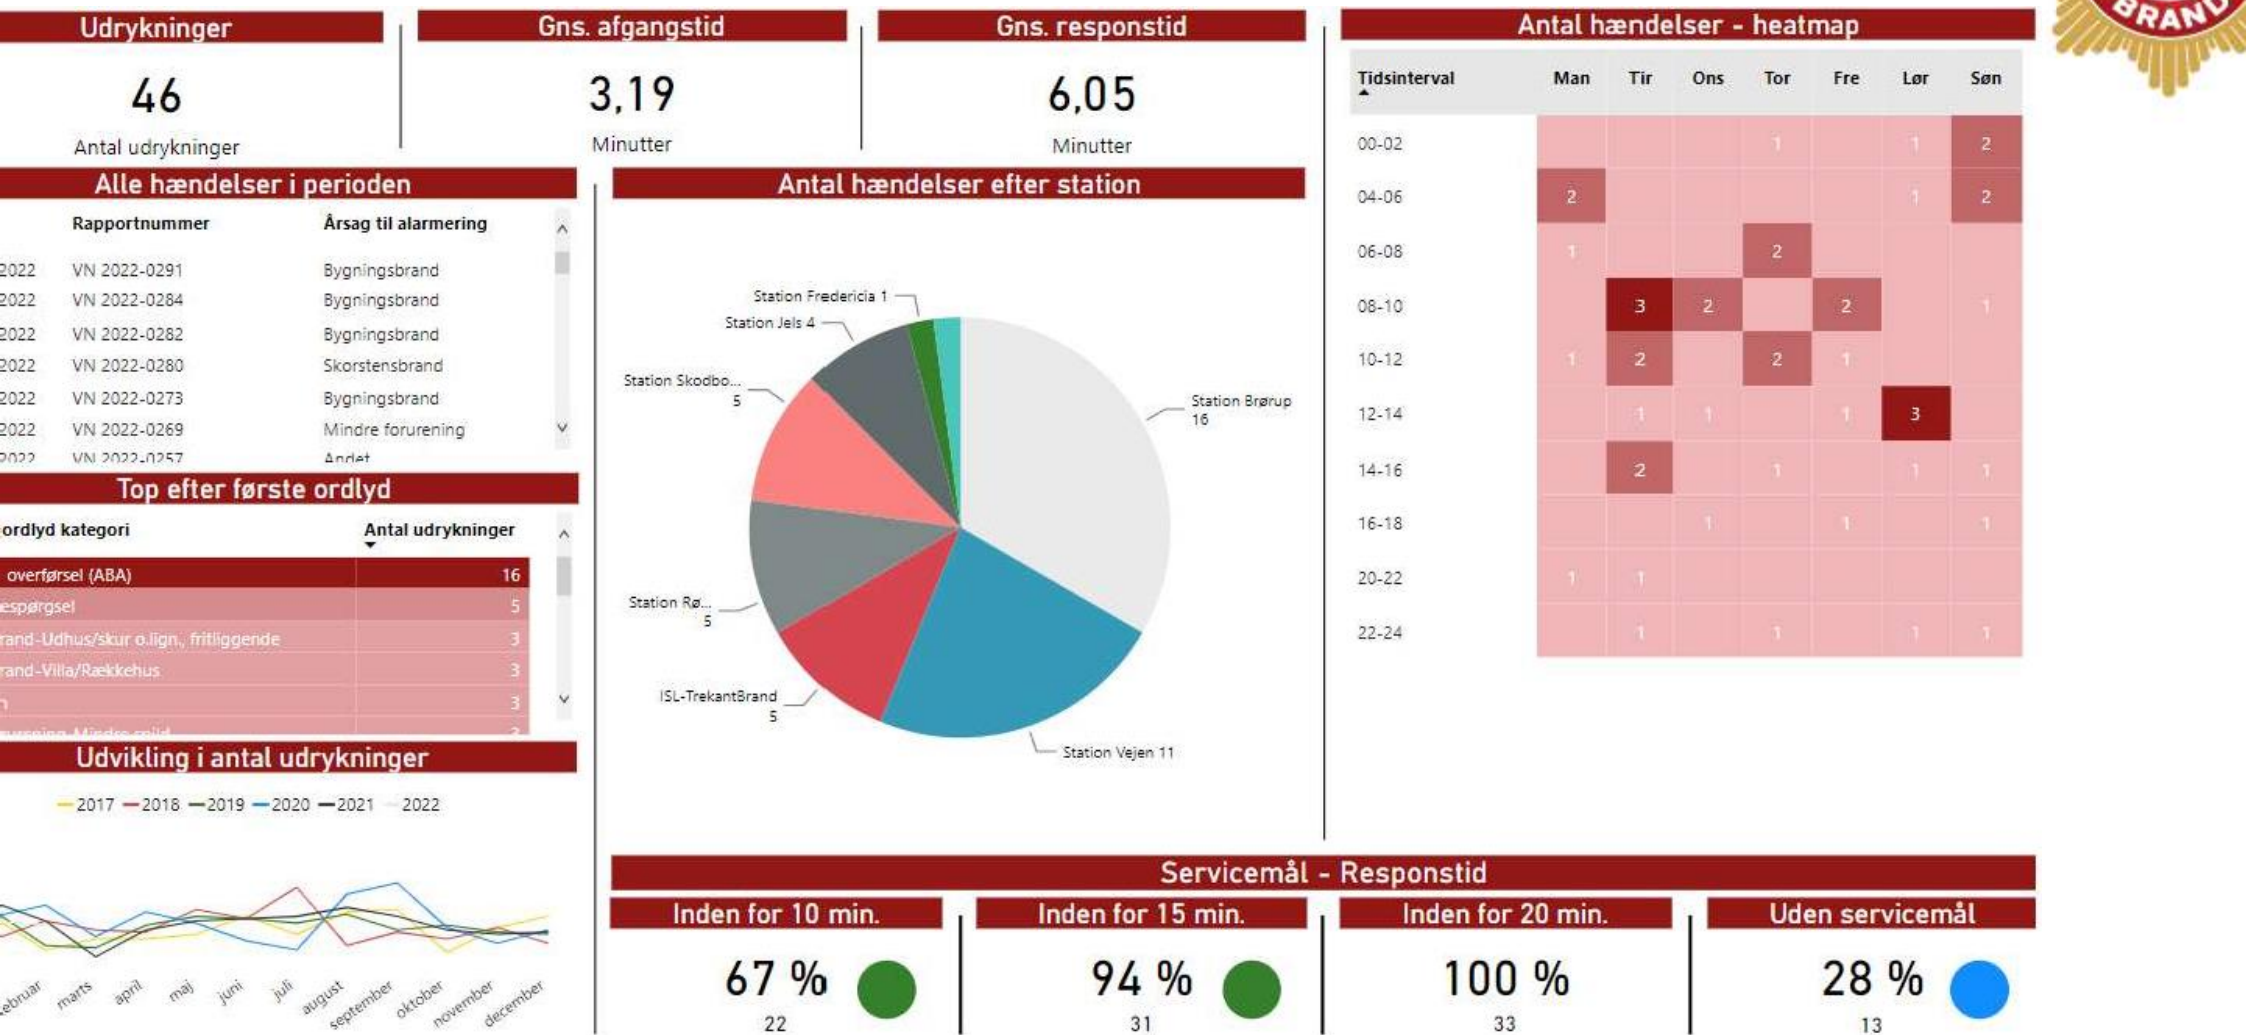 Udrykninger
46
Antal udrykninger
Gns. afgangstid
3,19
Minutter
Gns. responstid
6,05
Minutter
Antal hændelser - heatmap
BRAND
Tidsinterval Man Tir Ons Tor Fre Lør Søn
00-02 1 1 2
04-06 2 1 2
06-08 1 2
08-10 3 2 2 1
10-12 1 2 2 1
12-14 1 1 1 3
14-16 2 1 1 1
16-18 1 1 1
20-22 1 1
22-24 1 1 1 1
Alle hændelser i perioden
Rapportnummer Årsag til alarmering
2022 VN 2022-0291 Bygningsbrand
2022 VN 2022-0284 Bygningsbrand
2022 VN 2022-0282 Bygningsbrand
2022 VN 2022-0280 Skorstensbrand
2022 VN 2022-0273 Bygningsbrand
2022 VN 2022-0269 Mindre forurening
2022 VN 2022-0257 Andet
Top efter første ordlyd
ordlyd kategori Antal udrykninger
overførsel (ABA) 16
espørgsel 5
rand-Udhus/skur o.lign., fritliggende 3
rand-Villa/Rækkehus 3
3
Antal hændelser efter station
Station Fredericia 1
Station Jels 4
Station Skodbo...
5
Station Rø...
5
ISL-TrekantBrand
5
Station Vejen 11
Station Brørup
16
Udvikling i antal udrykninger
2017 2018 2019 2020 2021 2022
ebruar marts april maj juni juli august september oktober november december
Servicemål - Responstid
Inden for 10 min.
67 %
22
Inden for 15 min.
94 %
31
Inden for 20 min.
100 %
33
Uden servicemål
28 %
13